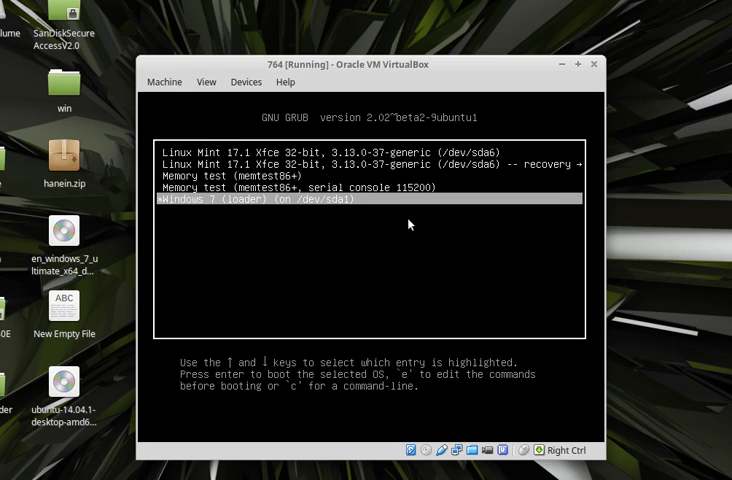 lume
SanDiskSecure
AccessV2.0
win
e
hanein.zip
en_windows_7_u
ltimate_x64_d...
ABC
0E
New Empty File
der
ubuntu-14.04.1-
desktop-amd6...
764 [Running] - Oracle VM VirtualBox
Machine View Devices Help
GNU GRUB version 2.02~beta2-9ubuntu1
Linux Mint 17.1 Xfce 32-bit, 3.13.0-37-generic (/dev/sda6)
Linux Mint 17.1 Xfce 32-bit, 3.13.0-37-generic (/dev/sda6) -- recovery →
Memory test (memtest86+)
Memory test (memtest86+, serial console 115200)
*Windows 7 (loader) (on /dev/sda1)
Use the ↑ and ↓ keys to select which entry is highlighted.
Press enter to boot the selected OS, `e' to edit the commands
before booting or `c' for a command-line.
Right Ctrl